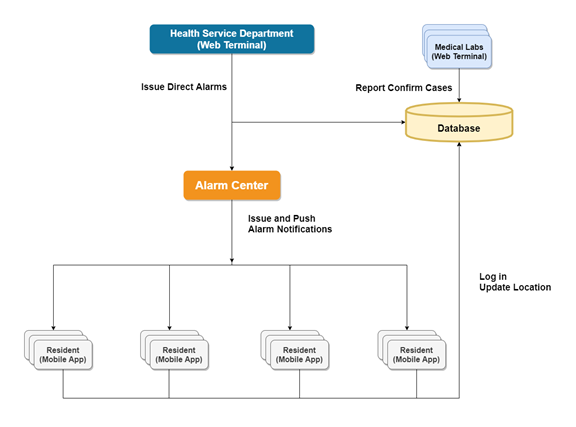 Health Service Department
(Web Terminal)
Medical Labs
(Web Terminal)
Issue Direct Alarms
Report Confirm Cases
Database
Alarm Center
Issue and Push
Alarm Notifications
Log in
Update Location
Resident
(Mobile App)
Resident
(Mobile App)
Resident
(Mobile App)
Resident
(Mobile App)